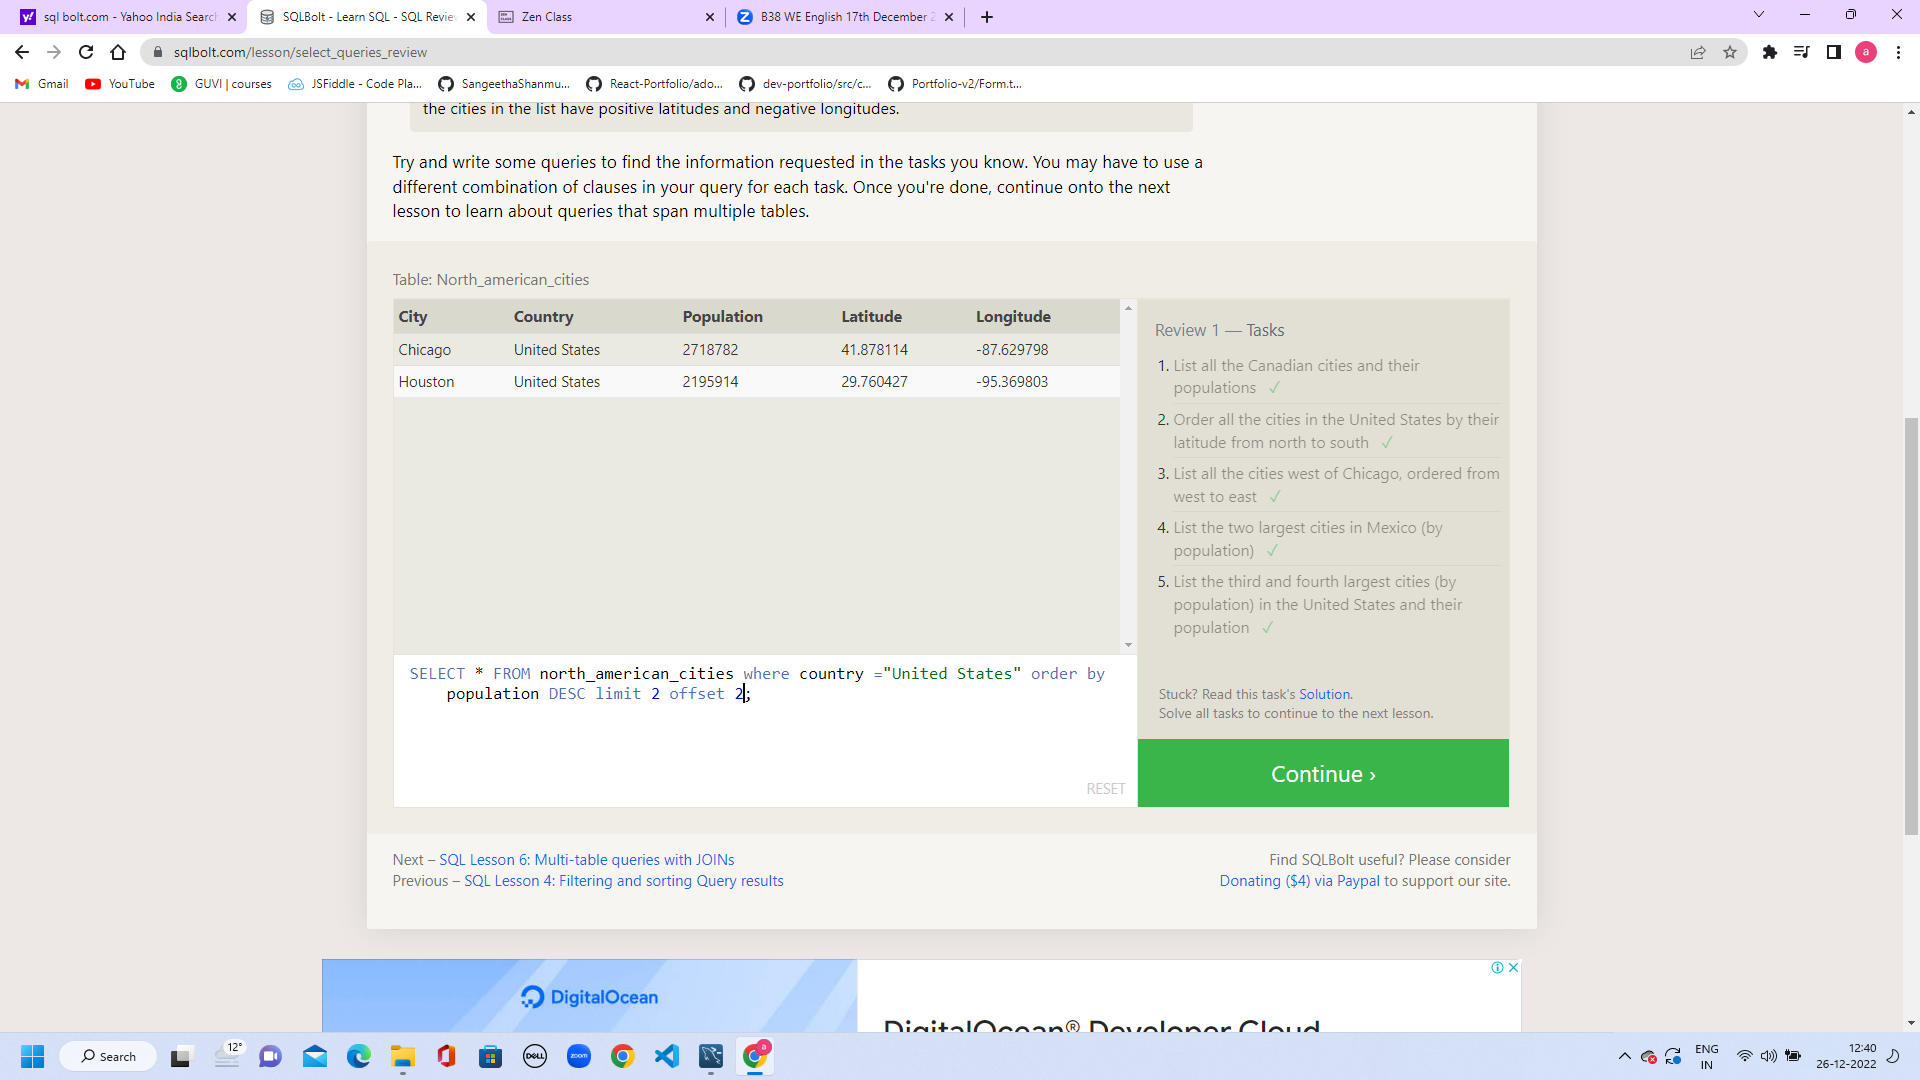 sql bolt.com - Yahoo India Search
SQLBolt - Learn SQL - SQL Review
Zen Class
B38 WE English 17th December 2
sqlbolt.com/lesson/select_queries_review
a
Gmail
YouTube
GUVI | courses
JSFiddle - Code Pla...
SangeethaShanmu...
React-Portfolio/ado...
dev-portfolio/src/c...
Portfolio-v2/Form.t...
the cities in the list have positive latitudes and negative longitudes.
Try and write some queries to find the information requested in the tasks you know. You may have to use a
different combination of clauses in your query for each task. Once you're done, continue onto the next
lesson to learn about queries that span multiple tables.
Table: North_american_cities
City Country Population Latitude Longitude
Chicago United States 2718782 41.878114 -87.629798
Houston United States 2195914 29.760427 -95.369803
SELECT * FROM north_american_cities where country ="United States" order by
population DESC limit 2 offset 2;
RESET
Review 1 — Tasks
1. List all the Canadian cities and their
populations ✓
2. Order all the cities in the United States by their
latitude from north to south ✓
3. List all the cities west of Chicago, ordered from
west to east ✓
4. List the two largest cities in Mexico (by
population) ✓
5. List the third and fourth largest cities (by
population) in the United States and their
population ✓
Stuck? Read this task's Solution.
Solve all tasks to continue to the next lesson.
Continue ›
Next – SQL Lesson 6: Multi-table queries with JOINs
Previous – SQL Lesson 4: Filtering and sorting Query results
Find SQLBolt useful? Please consider
Donating ($4) via Paypal to support our site.
DigitalOcean
DigitalOcean® Developer Cloud
Search
12°
DELL
zoom
a
ENG
IN
12:40
26-12-2022